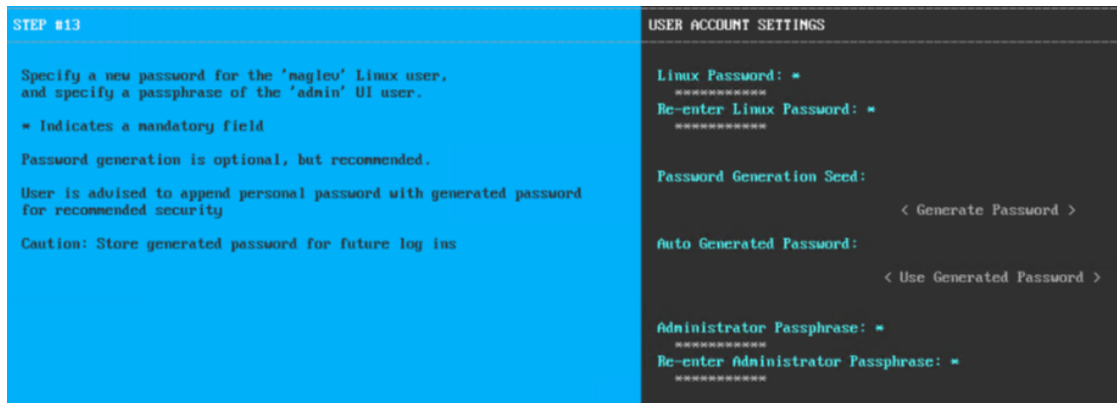 STEP #13
Specify a new password for the 'maglev' Linux user,
and specify a passphrase of the 'admin' UI user.
* Indicates a mandatory field
Password generation is optional, but recommended.
User is advised to append personal password with generated password
for recommended security
Caution: Store generated password for future log ins
USER ACCOUNT SETTINGS
Linux Password: *
***********
Re-enter Linux Password: *
***********
Password Generation Seed:
< Generate Password >
Auto Generated Password:
< Use Generated Password >
Administrator Passphrase: *
***********
Re-enter Administrator Passphrase: *
***********